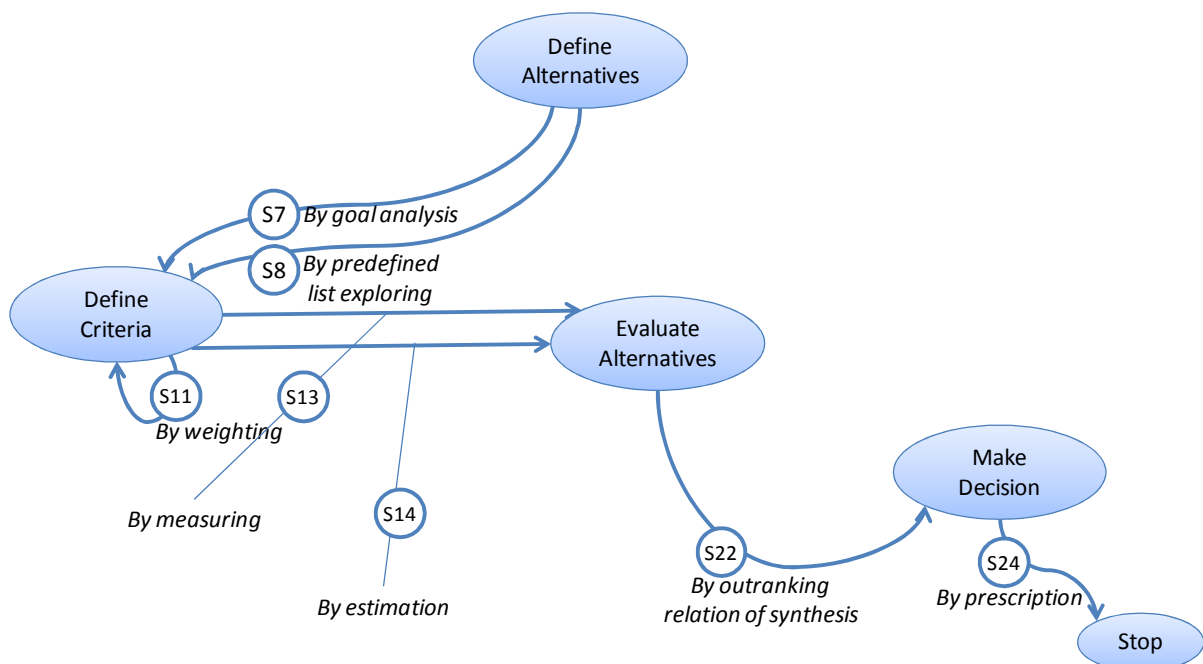 Define
Alternatives
S7
By goal analysis
S8
By predefined
list exploring
Define
Criteria
Evaluate
Alternatives
S11
By weighting
S13
By measuring
S14
By estimation
Make
Decision
S22
By outranking
relation of synthesis
S24
By prescription
Stop